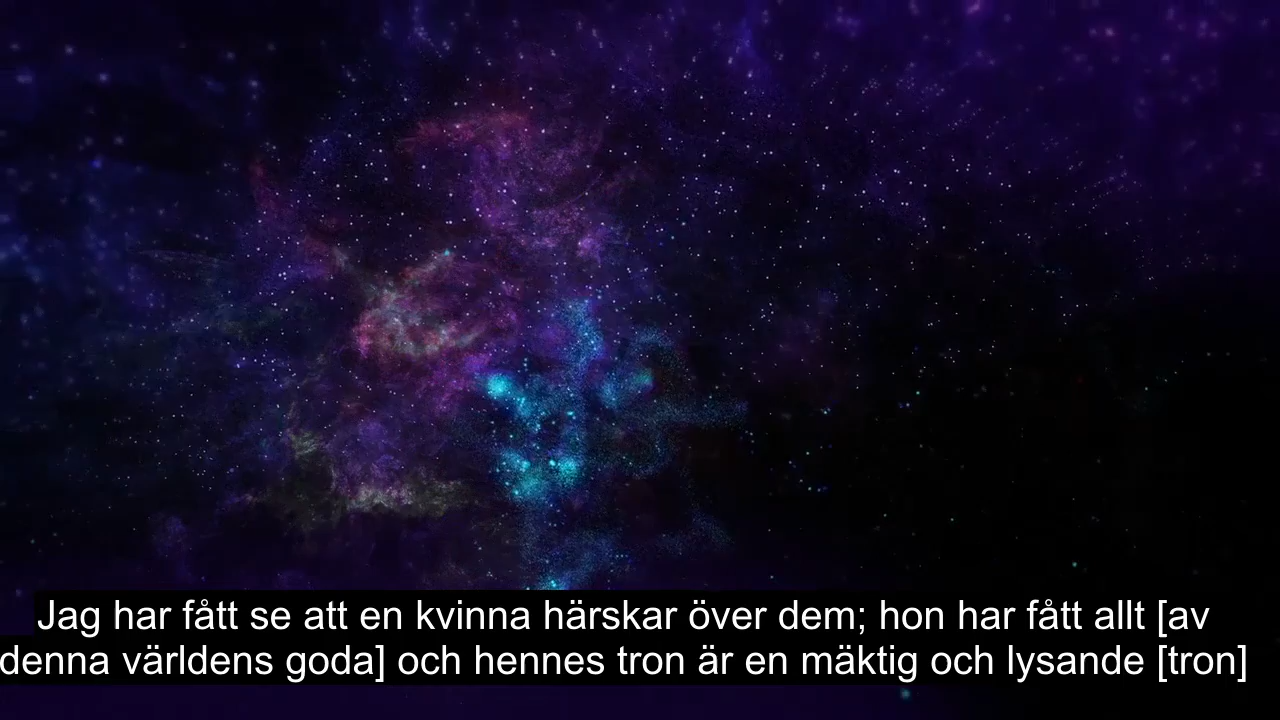 Jag har fått se att en kvinna härskar över dem; hon har fått allt [av
denna världens goda] och hennes tron är en mäktig och lysande [tron]